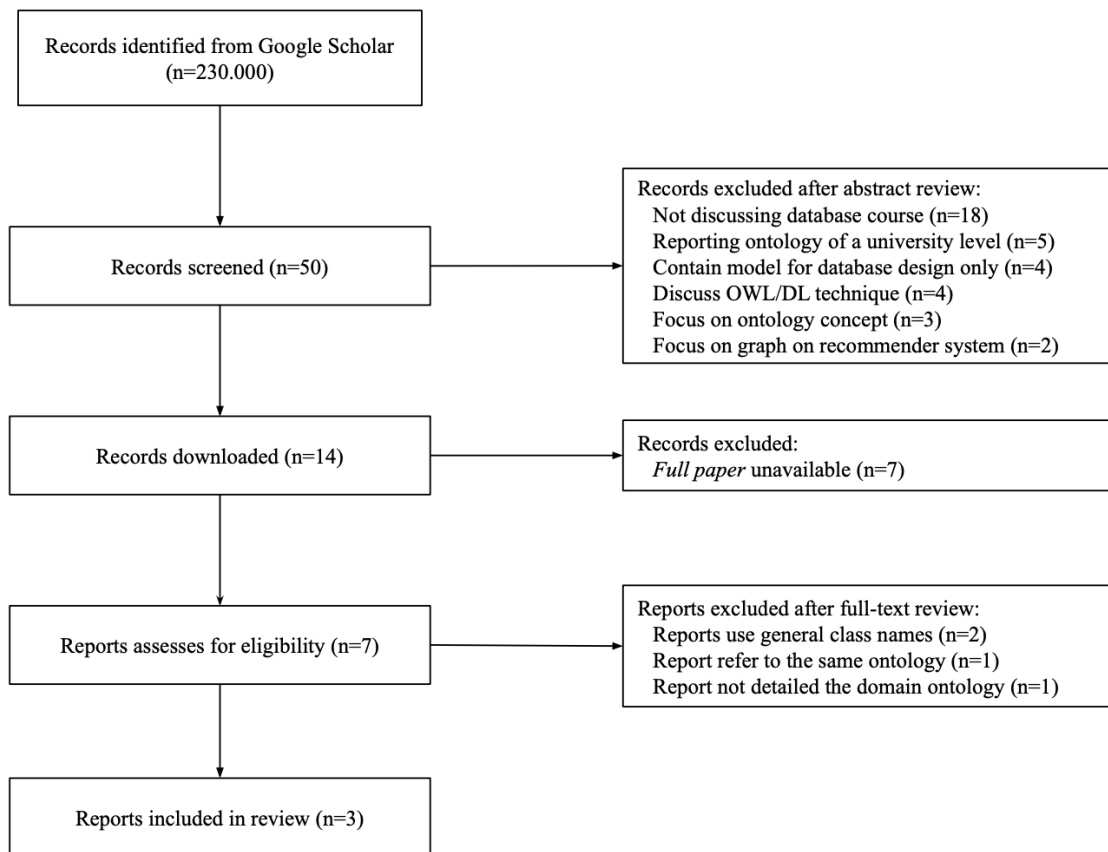 Records identified from Google Scholar
(n=230.000)
Records screened (n=50)
Records excluded after abstract review:
Not discussing database course (n=18)
Reporting ontology of a university level (n=5)
Contain model for database design only (n=4)
Discuss OWL/DL technique (n=4)
Focus on ontology concept (n=3)
Focus on graph on recommender system (n=2)
Records downloaded (n=14)
Records excluded:
Full paper unavailable (n=7)
Reports assesses for eligibility (n=7)
Reports excluded after full-text review:
Reports use general class names (n=2)
Report refer to the same ontology (n=1)
Report not detailed the domain ontology (n=1)
Reports included in review (n=3)